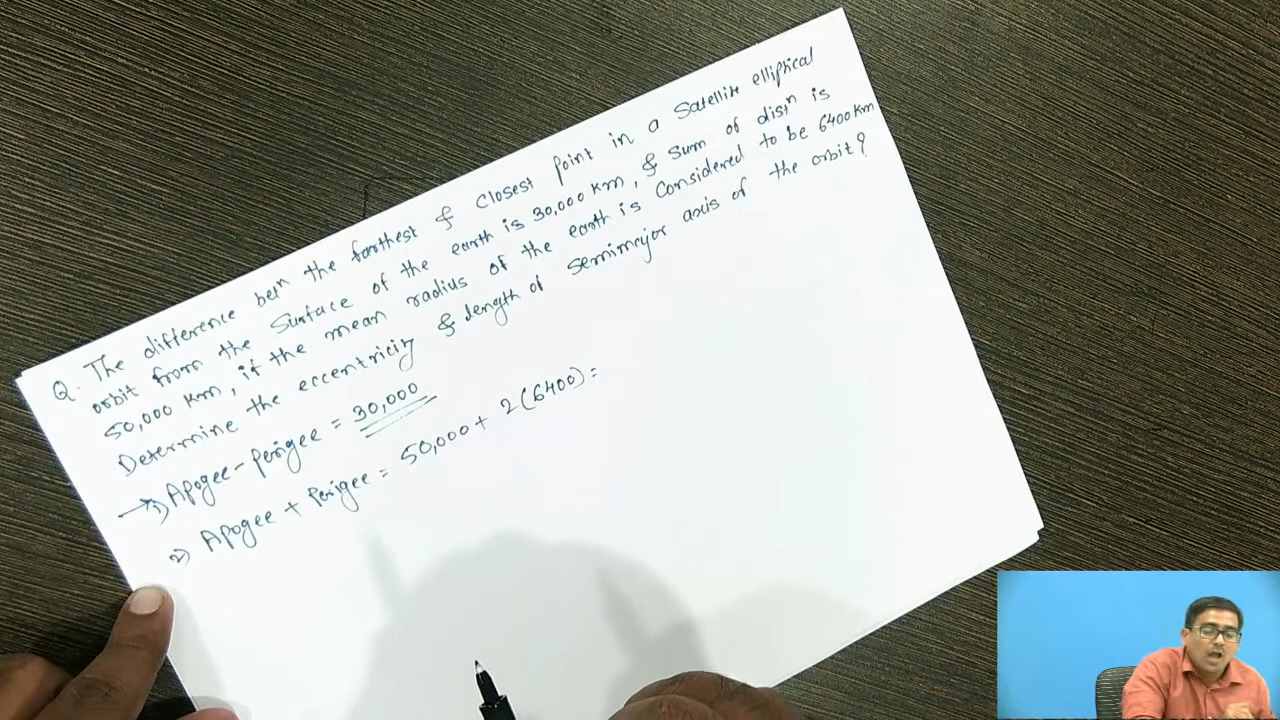 Q. The difference betn the farthest & closest point in a satellite elliptical
orbit from the surface of the earth is 30,000 km, & sum of distn is
50,000 km, if the mean radius of the earth is considered to be 6400 km
Determine the eccentricity & length of semimajor axis of the orbit?
→ 1) Apogee - Perigee = 30,000
2) Apogee + Perigee = 50,000 + 2(6400) =